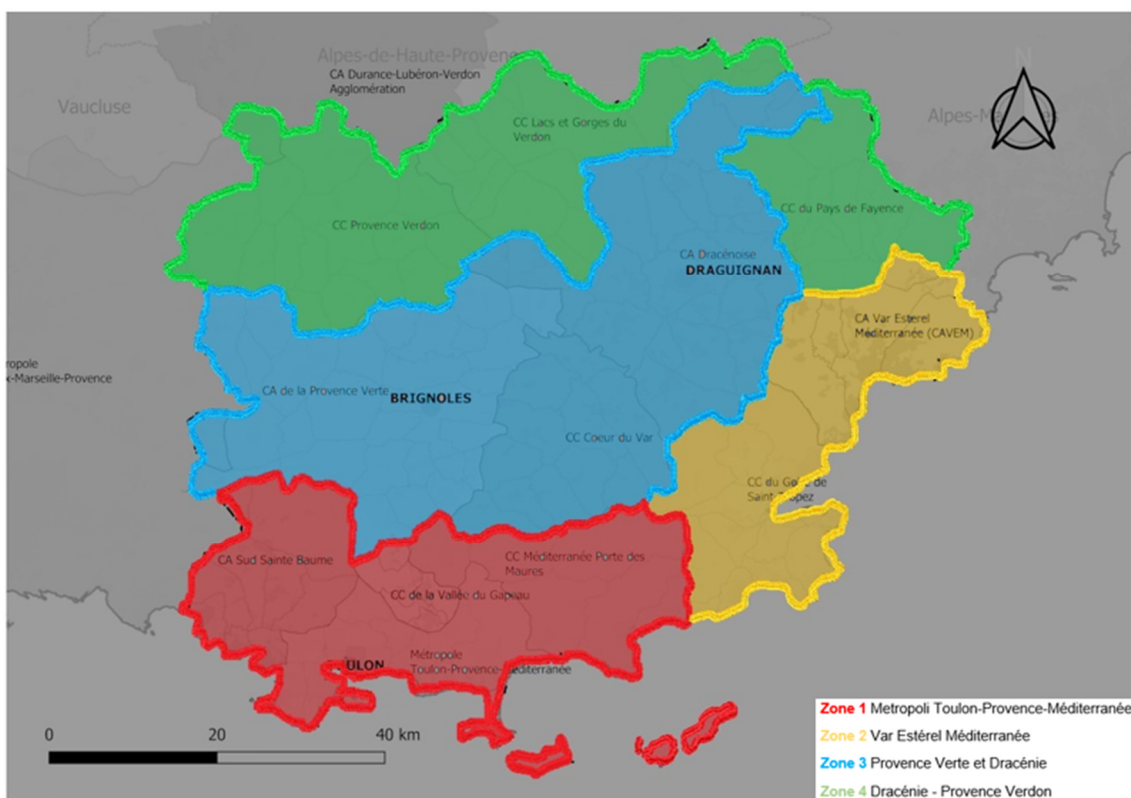 Alpes-de-Haute-Provence
CA Durance-Lubéron-Verdon
Agglomération
Vaucluse
N
Alpes-Mar mes
CC Lacs et Gorges du
Verdon
CC Provence Verdon
CC du Pays de Fayence
CA Dracénoise
DRAGUIGNAN
CA Var Esterel
Méditerranée (CAVEM)
ropole
x-Marseille-Provence
CA de la Provence Verte
BRIGNOLES
CC Coeur du Var
CC du Golfe de
Saint-Tropez
CA Sud Sainte Baume
CC Méditerranée Porte des
Maures
CC de la Vallée du Gapeau
ULON
Métropole
Toulon-Provence-Méditerranée
0 20 40 km
Zone 1 Metropoli Toulon-Provence-Méditerranée
Zone 2 Var Estérel Méditerranée
Zone 3 Provence Verte et Dracénie
Zone 4 Dracénie - Provence Verdon